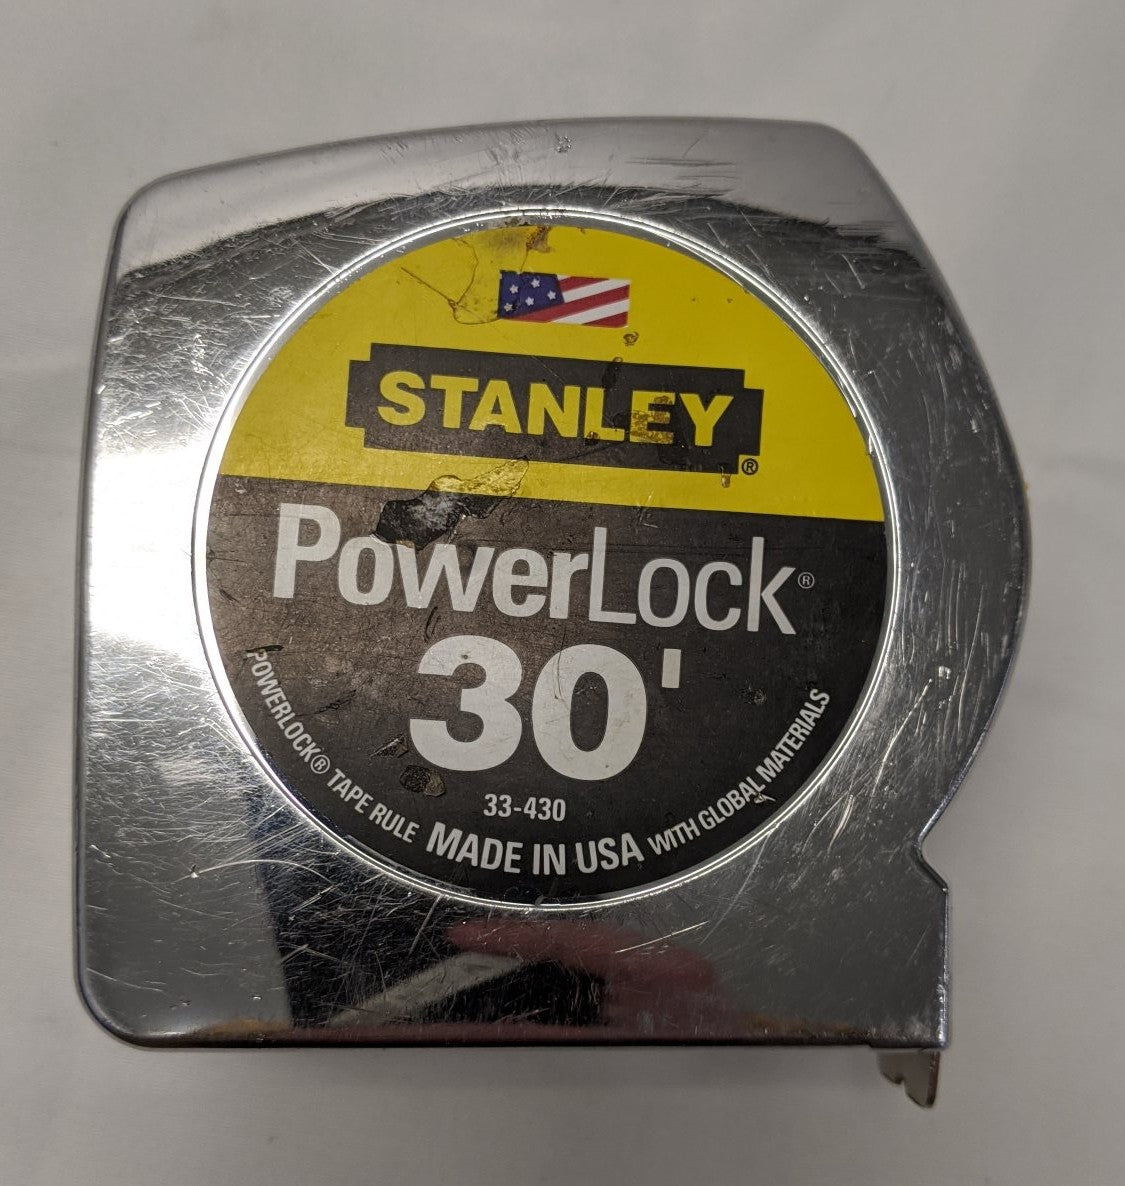 STANLEY®
PowerLock®
30'
33-430
POWERLOCK® TAPE RULE MADE IN USA WITH GLOBAL MATERIALS